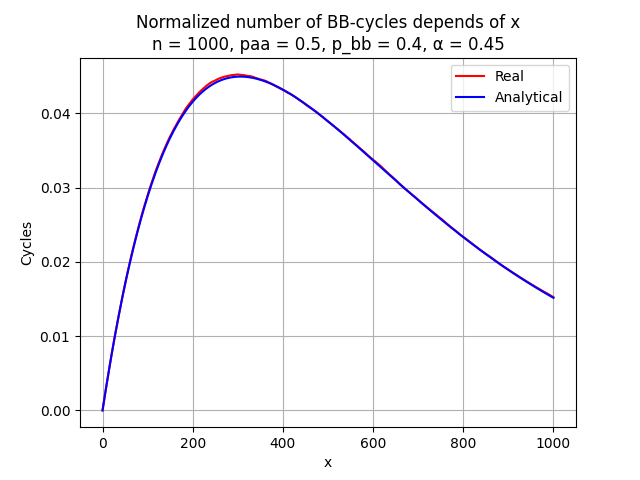 Normalized number of BB-cycles depends of x
n = 1000, paa = 0.5, p_bb = 0.4, α = 0.45
Real
Analytical
0.04
0.03
0.02
0.01
0.00
Cycles
0 200 400 600 800 1000
x